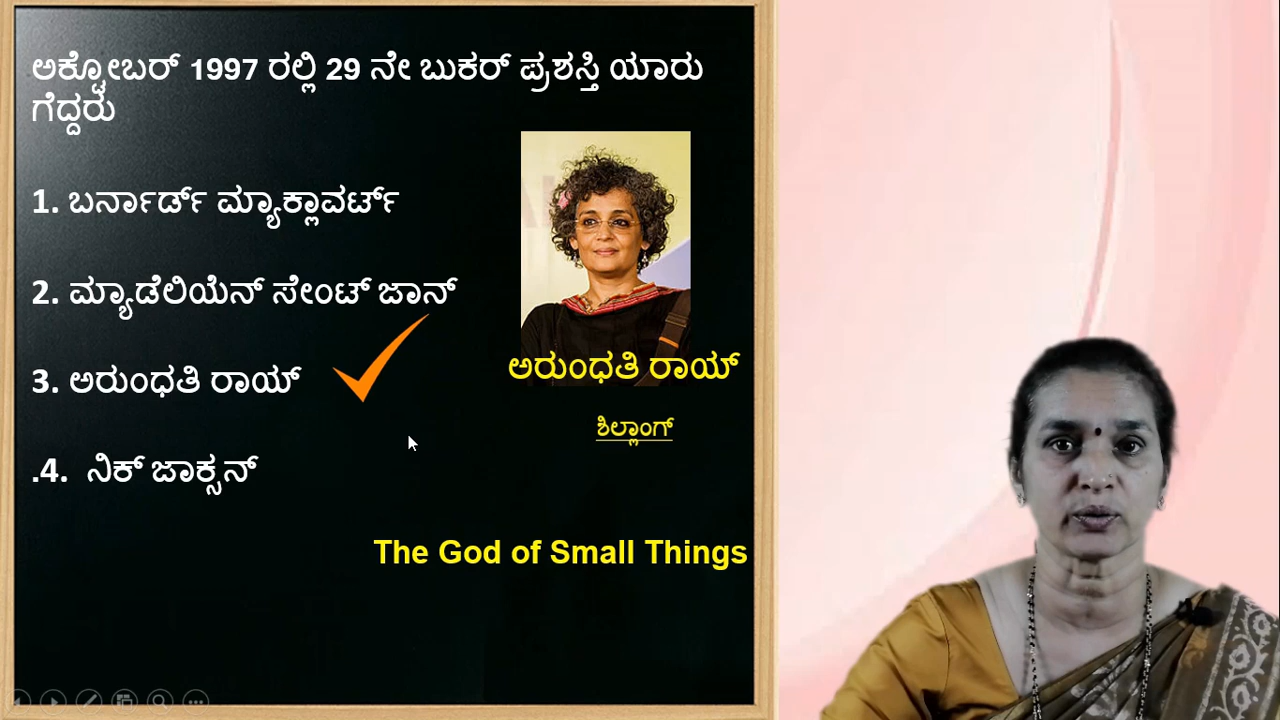 ಅಕ್ಟೋಬರ್ 1997 ರಲ್ಲಿ 29 ನೇ ಬುಕರ್ ಪ್ರಶಸ್ತಿ ಯಾರು
ಗೆದ್ದರು
1. ಬರ್ನಾರ್ಡ್ ಮ್ಯಾಕ್ಲಾವರ್ಟ್
2. ಮ್ಯಾಡೆಲಿಯೆನ್ ಸೇಂಟ್ ಜಾನ್
3. ಅರುಂಧತಿ ರಾಯ್
ಅರುಂಧತಿ ರಾಯ್
ಶಿಲ್ಲಾಂಗ್
.4. ನಿಕ್ ಜಾಕ್ಸನ್
The God of Small Things